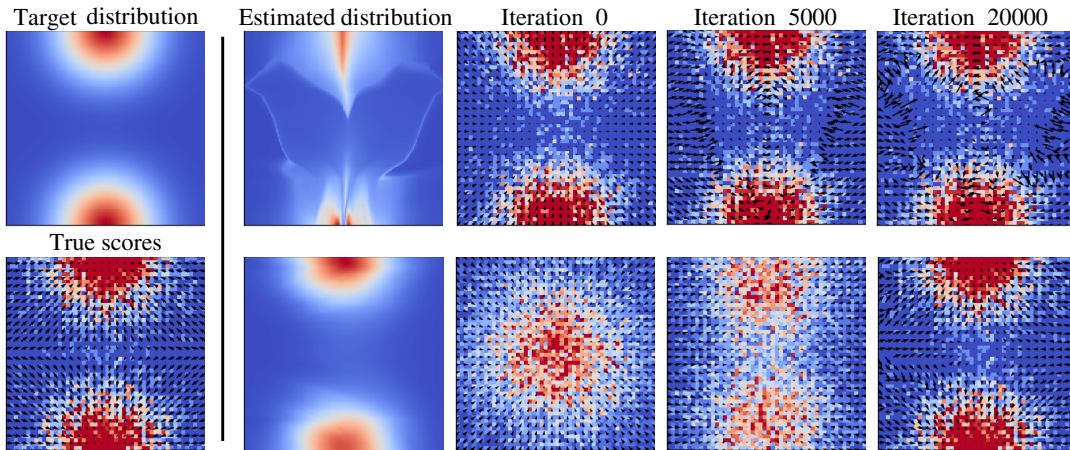 Target distribution
Estimated distribution
Iteration 0
Iteration 5000
Iteration 20000
True scores